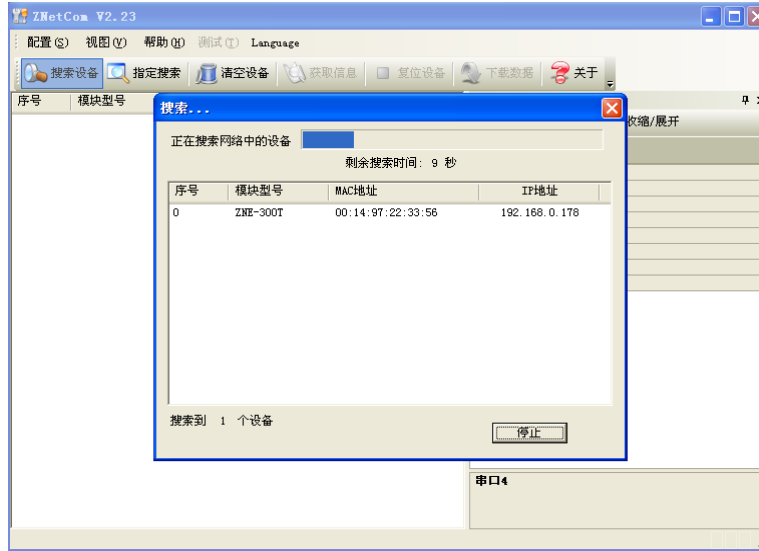 ZNetCom V2.23
配置(S) 视图(V) 帮助(H) 测试(T) Language
搜索设备 指定搜索 清空设备 获取信息 复位设备 下载数据 关于
序号 模块型号
收缩/展开
搜索...
正在搜索网络中的设备
剩余搜索时间: 9 秒
序号 模块型号 MAC地址 IP地址
0 ZNE-300T 00:14:97:22:33:56 192.168.0.178
搜索到 1 个设备
停止
串口4